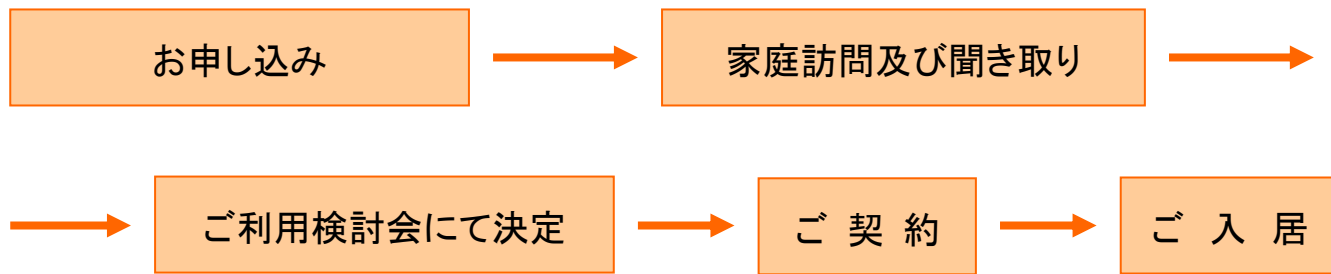 お申し込み
家庭訪問及び聞き取り
ご利用検討会にて決定
ご 契 約
ご 入 居